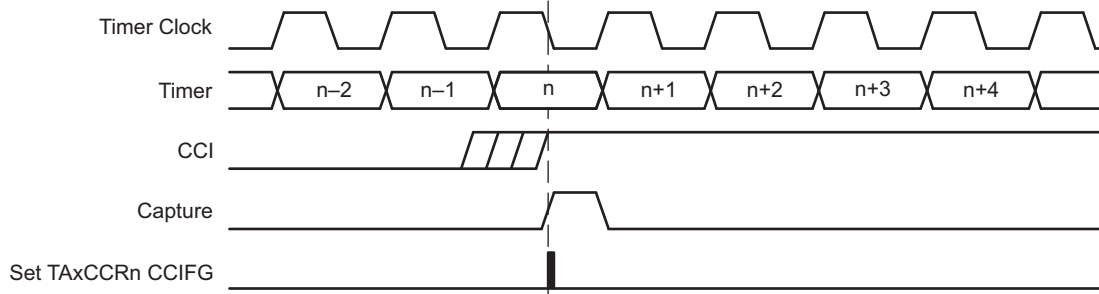 Timer Clock
Timer n–2 n–1 n n+1 n+2 n+3 n+4
CCI
Capture
Set TAxCCRn CCIFG